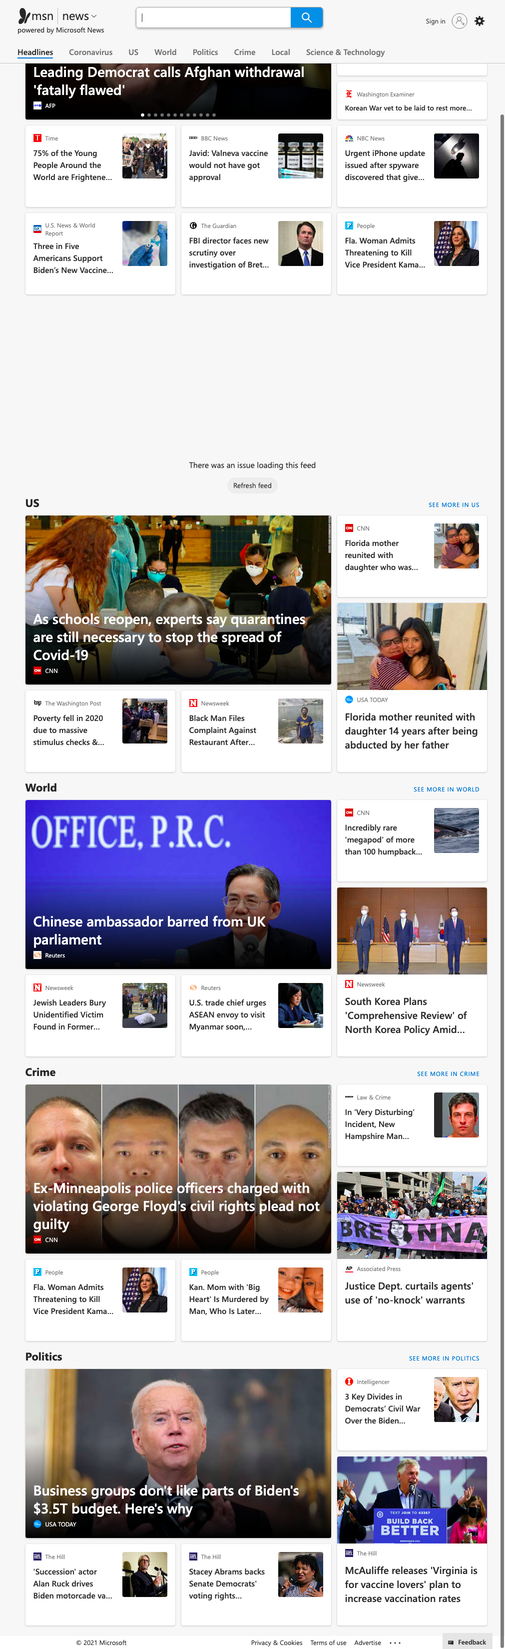 msn news
powered by Microsoft News
Sign in
Headlines Coronavirus US World Politics Crime Local Science & Technology
Leading Democrat calls Afghan withdrawal
'fatally flawed'
AFP
Washington Examiner
Korean War vet to be laid to rest more...
Time
75% of the Young
People Around the
World are Frightene...
BBC News
Javid: Valneva vaccine
would not have got
approval
NBC News
Urgent iPhone update
issued after spyware
discovered that give...
U.S. News & World
Report
Three in Five
Americans Support
Biden's New Vaccine...
The Guardian
FBI director faces new
scrutiny over
investigation of Bret...
People
Fla. Woman Admits
Threatening to Kill
Vice President Kama...
There was an issue loading this feed
Refresh feed
US
SEE MORE IN US
As schools reopen, experts say quarantines
are still necessary to stop the spread of
Covid-19
CNN
CNN
Florida mother
reunited with
daughter who was...
USA TODAY
Florida mother reunited with
daughter 14 years after being
abducted by her father
The Washington Post
Poverty fell in 2020
due to massive
stimulus checks &...
Newsweek
Black Man Files
Complaint Against
Restaurant After...
World
SEE MORE IN WORLD
OFFICE, P.R.C.
Chinese ambassador barred from UK
parliament
Reuters
CNN
Incredibly rare
'megapod' of more
than 100 humpback...
Newsweek
South Korea Plans
'Comprehensive Review' of
North Korea Policy Amid...
Newsweek
Jewish Leaders Bury
Unidentified Victim
Found in Former...
Reuters
U.S. trade chief urges
ASEAN envoy to visit
Myanmar soon,...
Crime
SEE MORE IN CRIME
Ex-Minneapolis police officers charged with
violating George Floyd's civil rights plead not
guilty
CNN
Law & Crime
In 'Very Disturbing'
Incident, New
Hampshire Man...
BRE NNA
Associated Press
Justice Dept. curtails agents'
use of 'no-knock' warrants
People
Fla. Woman Admits
Threatening to Kill
Vice President Kama...
People
Kan. Mom with 'Big
Heart' Is Murdered by
Man, Who Is Later...
Politics
SEE MORE IN POLITICS
Business groups don't like parts of Biden's
$3.5T budget. Here's why
USA TODAY
Intelligencer
3 Key Divides in
Democrats' Civil War
Over the Biden...
BUILD BACK
BETTER
The Hill
McAuliffe releases 'Virginia is
for vaccine lovers' plan to
increase vaccination rates
The Hill
'Succession' actor
Alan Ruck drives
Biden motorcade va...
The Hill
Stacey Abrams backs
Senate Democrats'
voting rights...
© 2021 Microsoft
Privacy & Cookies Terms of use Advertise
Feedback